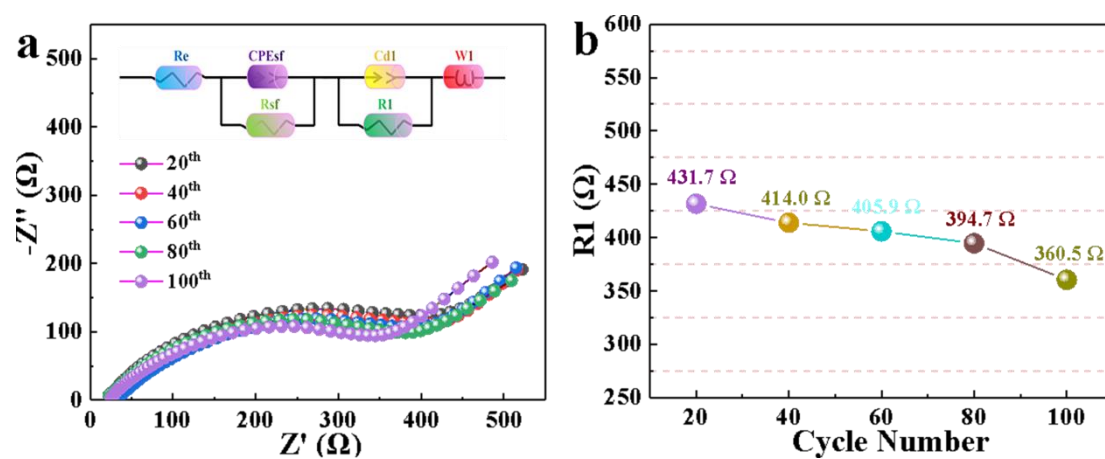 a
Re
CPEsf
Cd1
W1
Rsf
R1
20th
40th
60th
80th
100th
-Z'' (Ω)
500
400
300
200
100
0
0
100
200
300
400
500
Z' (Ω)
b
431.7 Ω
414.0 Ω
405.9 Ω
394.7 Ω
360.5 Ω
R1 (Ω)
600
550
500
450
400
350
300
250
20
40
60
80
100
Cycle Number